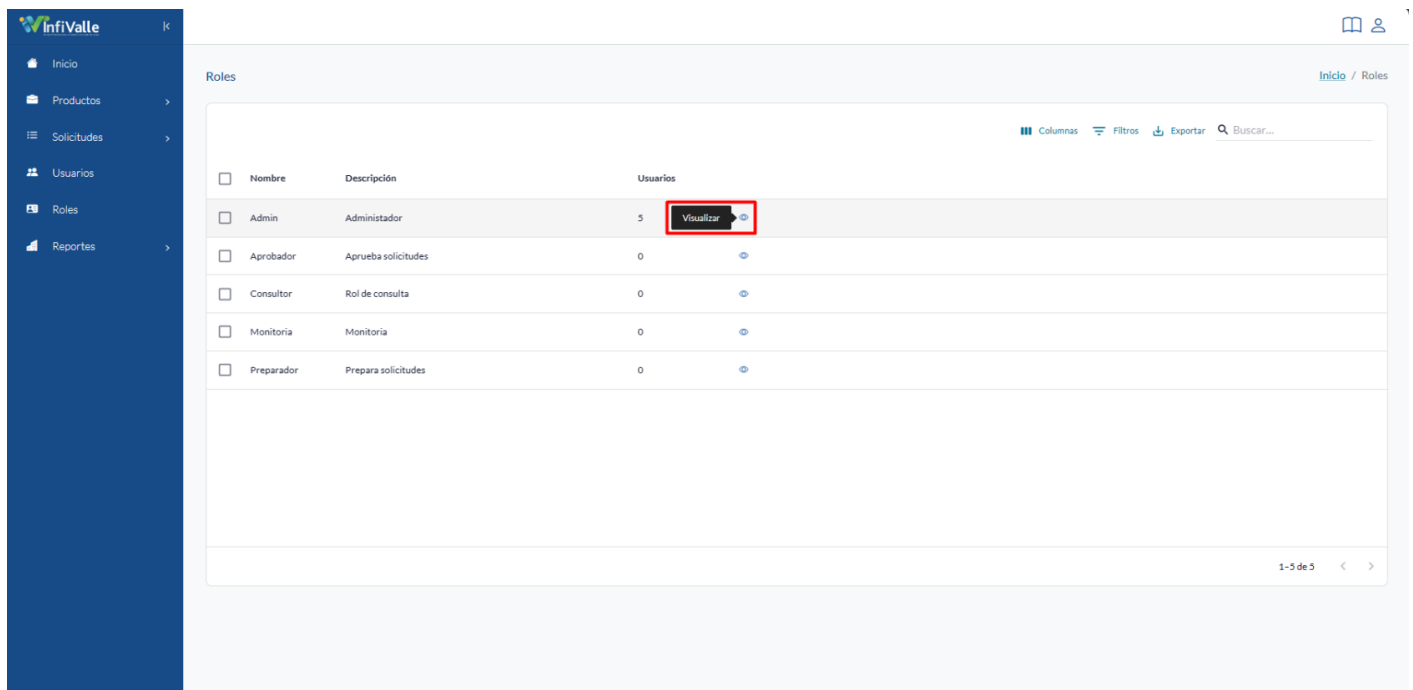 InfiValle
Inicio
Productos
Solicitudes
Usuarios
Roles
Reportes
Roles
Inicio / Roles
Columnas Filtros Exportar Buscar...
Nombre Descripción Usuarios
Admin Administador 5 Visualizar
Aprobador Aprueba solicitudes 0
Consultor Rol de consulta 0
Monitoria Monitoria 0
Preparador Prepara solicitudes 0
1–5 de 5